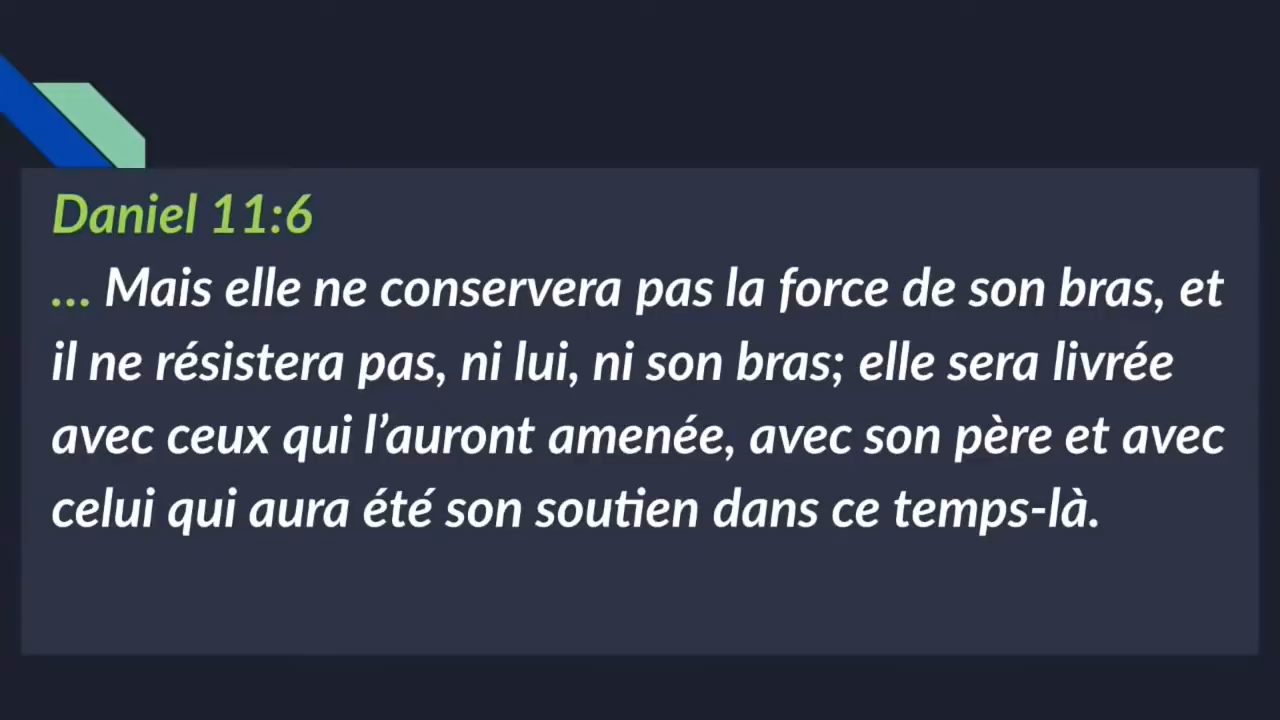 Daniel 11:6
... Mais elle ne conservera pas la force de son bras, et
il ne résistera pas, ni lui, ni son bras; elle sera livrée
avec ceux qui l’auront amenée, avec son père et avec
celui qui aura été son soutien dans ce temps-là.